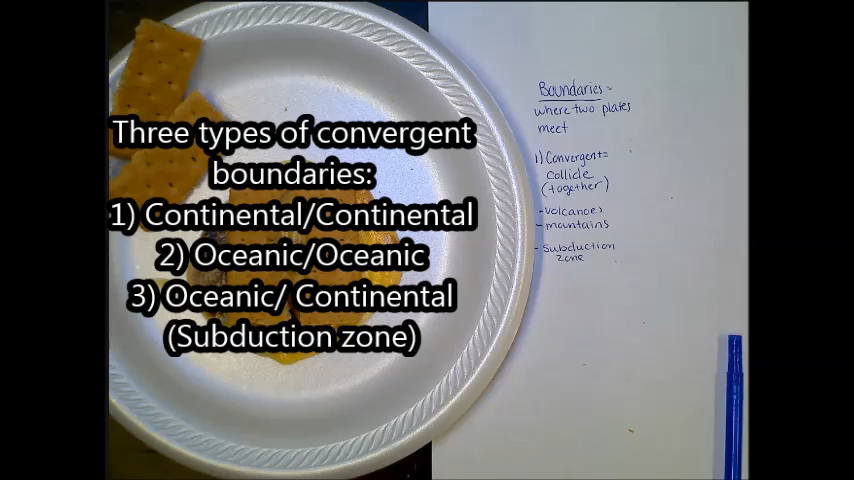 Three types of convergent
boundaries:
1) Continental/Continental
2) Oceanic/Oceanic
3) Oceanic/ Continental
(Subduction zone)
Boundaries-
where two plates
meet
1) Convergent=
collide
(together)
-volcanoes
-mantains
-subduction
zone